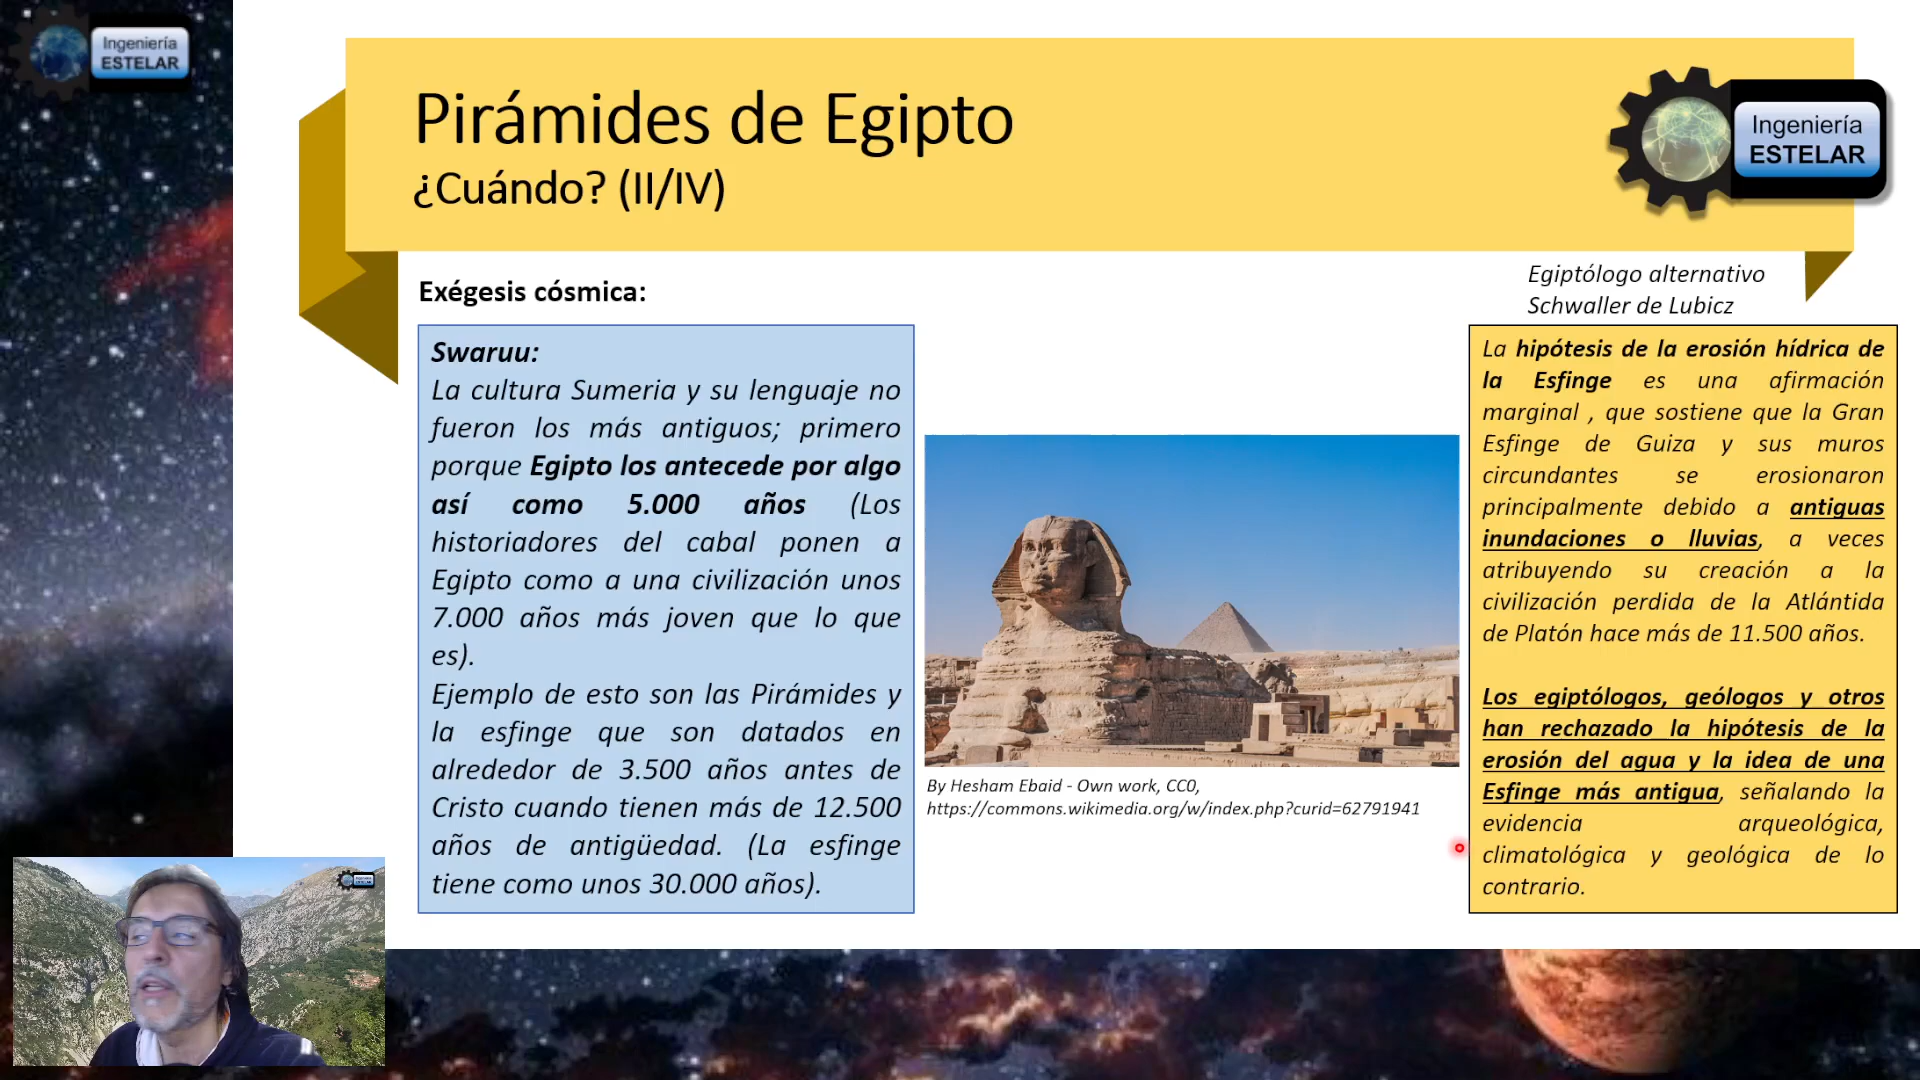 Ingeniería
ESTELAR
Pirámides de Egipto
¿Cuándo? (II/IV)
Ingeniería
ESTELAR
Exégesis cósmica:
Swaruu:
La cultura Sumeria y su lenguaje no
fueron los más antiguos; primero
porque Egipto los antecede por algo
así como 5.000 años (Los
historiadores del cabal ponen a
Egipto como a una civilización unos
7.000 años más joven que lo que
es).
Ejemplo de esto son las Pirámides y
la esfinge que son datados en
alrededor de 3.500 años antes de
Cristo cuando tienen más de 12.500
años de antigüedad. (La esfinge
tiene como unos 30.000 años).
By Hesham Ebaid - Own work, CC0,
https://commons.wikimedia.org/w/index.php?curid=62791941
Egiptólogo alternativo
Schwaller de Lubicz
La hipótesis de la erosión hídrica de
la Esfinge es una afirmación
marginal , que sostiene que la Gran
Esfinge de Guiza y sus muros
circundantes se erosionaron
principalmente debido a antiguas
inundaciones o lluvias, a veces
atribuyendo su creación a la
civilización perdida de la Atlántida
de Platón hace más de 11.500 años.
Los egiptólogos, geólogos y otros
han rechazado la hipótesis de la
erosión del agua y la idea de una
Esfinge más antigua, señalando la
evidencia arqueológica,
climatológica y geológica de lo
contrario.